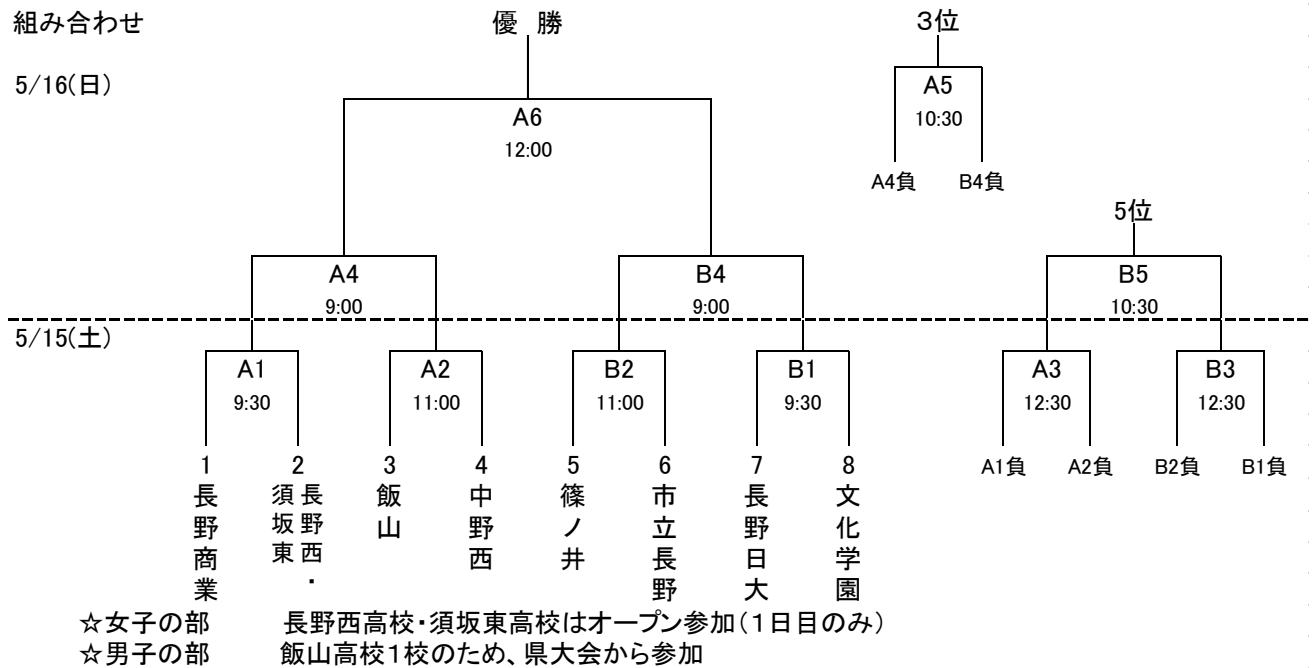 組み合わせ
優 勝
3位
5/16(日)
A5
10:30
A6
12:00
A4負
B4負
5位
A4
9:00
B4
9:00
B5
10:30
5/15(土)
A1
9:30
A2
11:00
B2
11:00
B1
9:30
A3
12:30
B3
12:30
A1負
A2負
B2負
B1負
1
長野商業
2
長野西・
須坂東
3
飯山
4
中野西
5
篠ノ井
6
市立長野
7
長野日大
8
文化学園
☆女子の部 長野西高校・須坂東高校はオープン参加(1日目のみ)
☆男子の部 飯山高校1校のため、県大会から参加